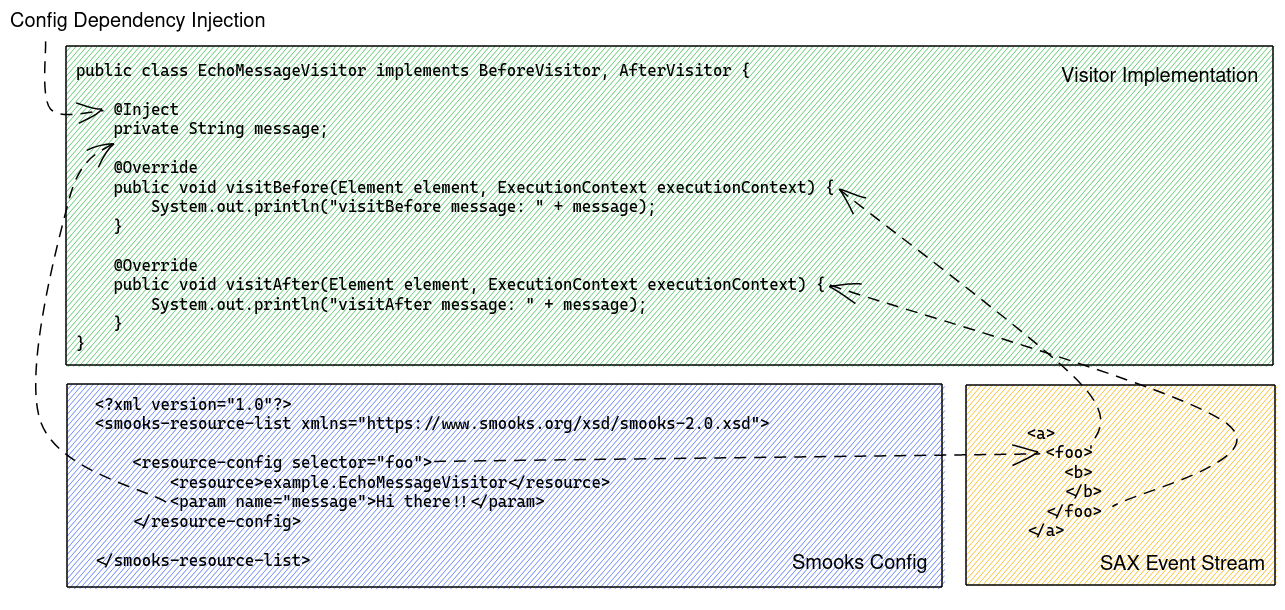 Config Dependency Injection
public class EchoMessageVisitor implements BeforeVisitor, AfterVisitor {
Visitor Implementation
@Inject
private String message;
@Override
public void visitBefore(Element element, ExecutionContext executionContext) {
System.out.println("visitBefore message: " + message);
}
@Override
public void visitAfter(Element element, ExecutionContext executionContext) {
System.out.println("visitAfter message: " + message);
}
}
<?xml version="1.0"?>
<smooks-resource-list xmlns="https://www.smooks.org/xsd/smooks-2.0.xsd">
<resource-config selector="foo">
<resource>example.EchoMessageVisitor</resource>
<param name="message">Hi there!!</param>
</resource-config>
</smooks-resource-list>
Smooks Config
<a>
<foo>
<b>
</b>
</foo>
</a>
SAX Event Stream